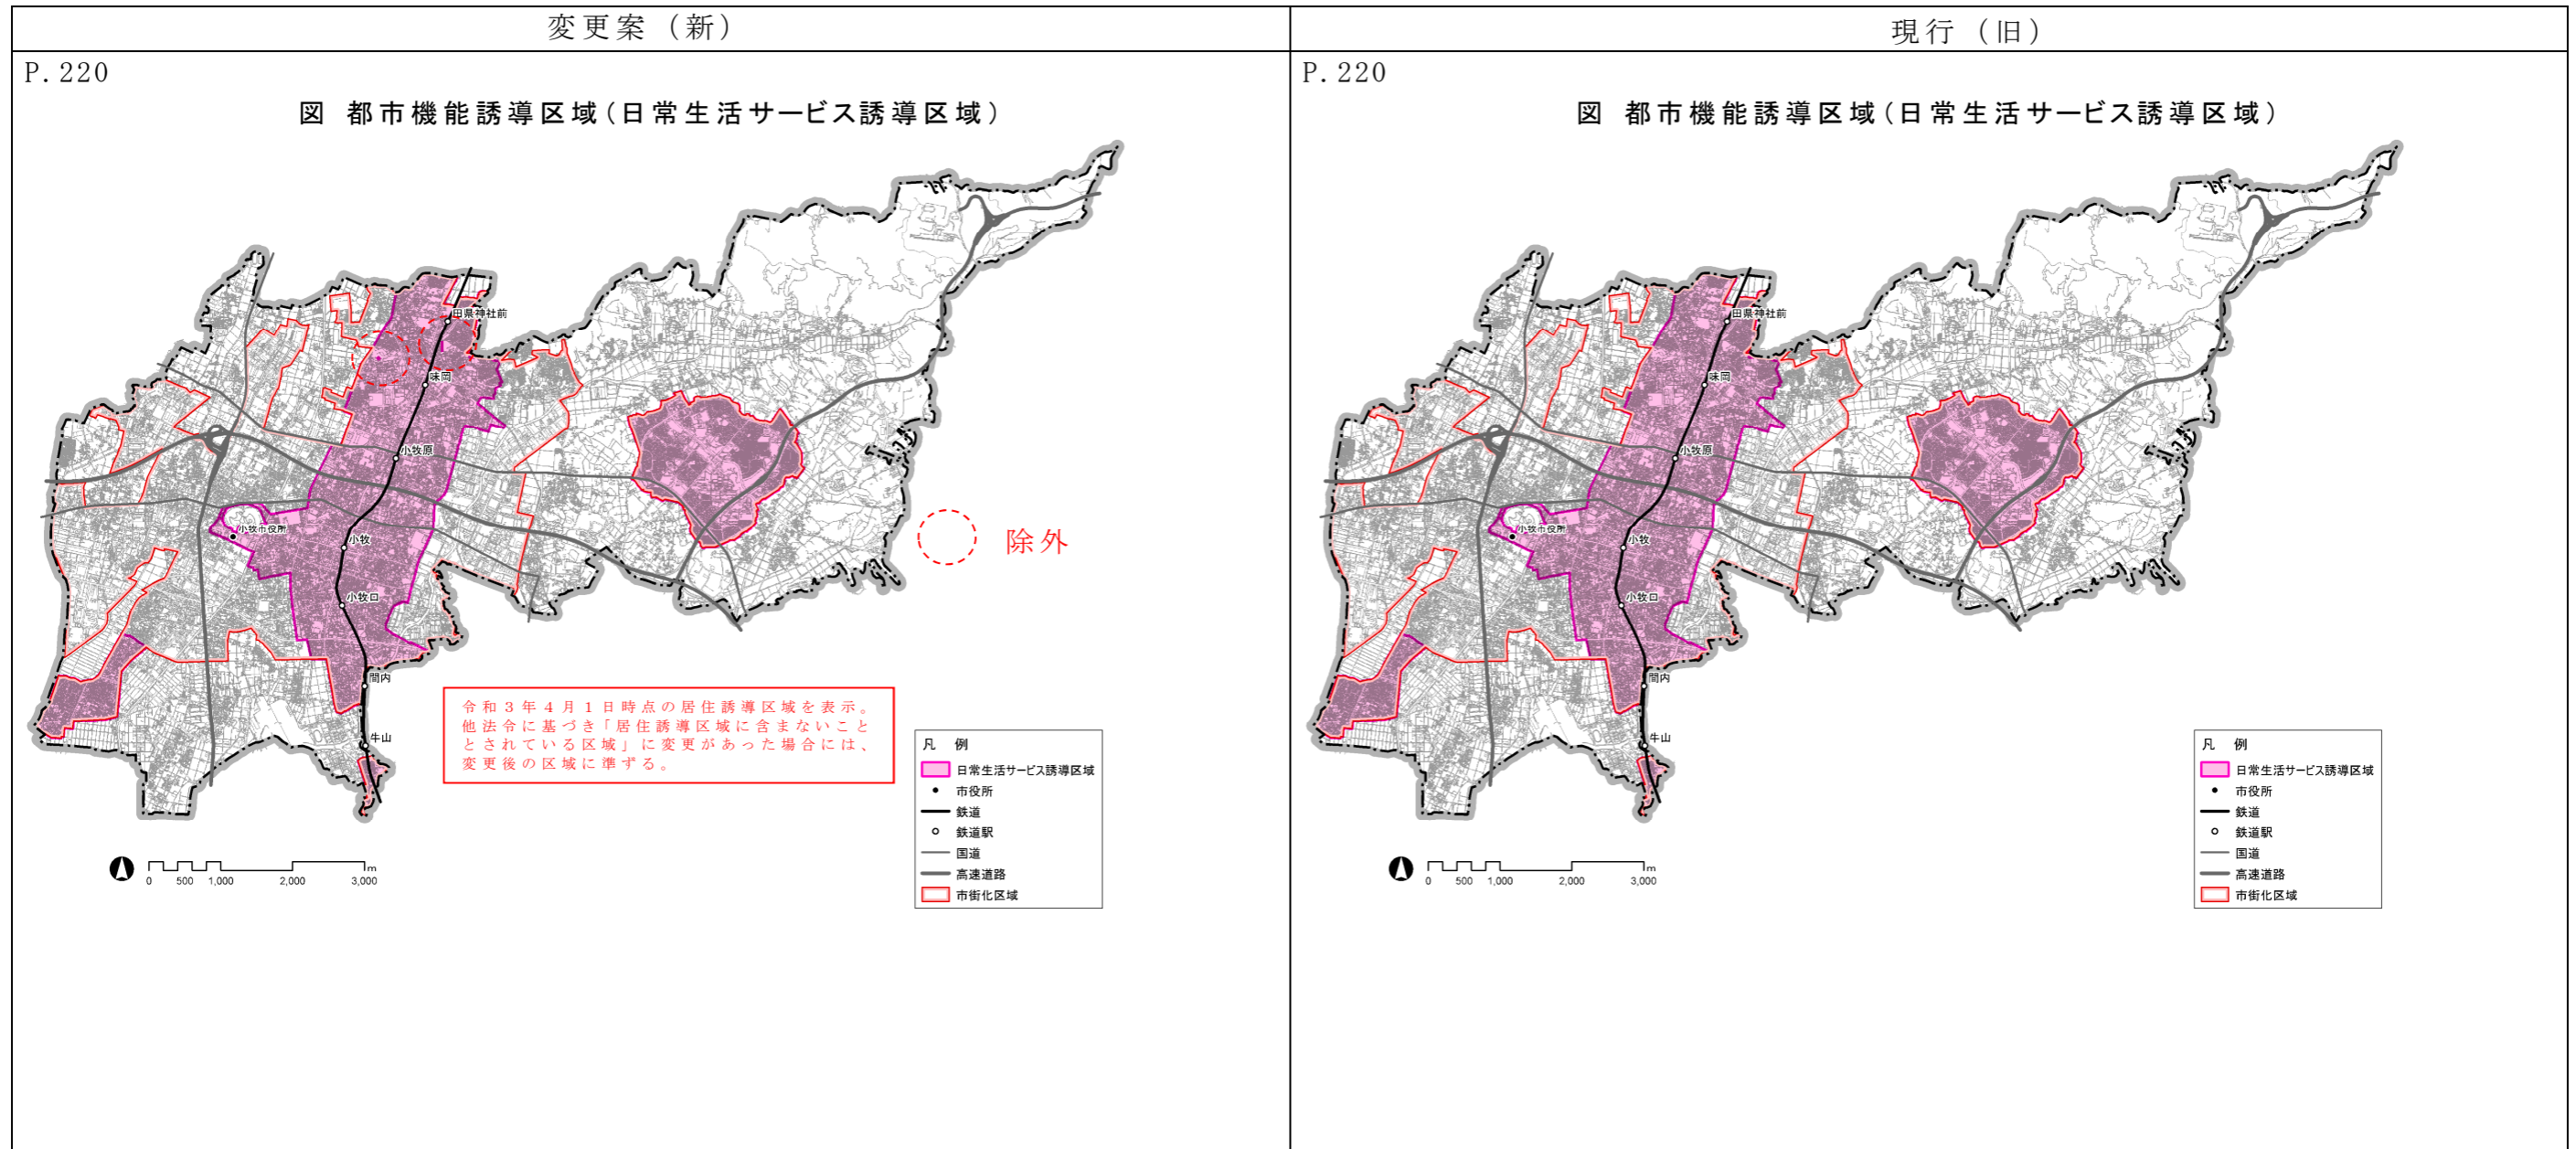 変更案（新）
現行（旧）
P.220
図 都市機能誘導区域（日常生活サービス誘導区域）
田県神社前
味岡
小牧原
小牧市役所
小牧
小牧口
間内
牛山
除外
令和３年４月１日時点の居住誘導区域を表示。
他法令に基づき「居住誘導区域に含まないこと
とされている区域」に変更があった場合には、
変更後の区域に準ずる。
凡 例
日常生活サービス誘導区域
市役所
鉄道
鉄道駅
国道
高速道路
市街化区域
0 500 1,000 2,000 3,000 m
P.220
図 都市機能誘導区域（日常生活サービス誘導区域）
田県神社前
味岡
小牧原
小牧市役所
小牧
小牧口
間内
牛山
凡 例
日常生活サービス誘導区域
市役所
鉄道
鉄道駅
国道
高速道路
市街化区域
0 500 1,000 2,000 3,000 m